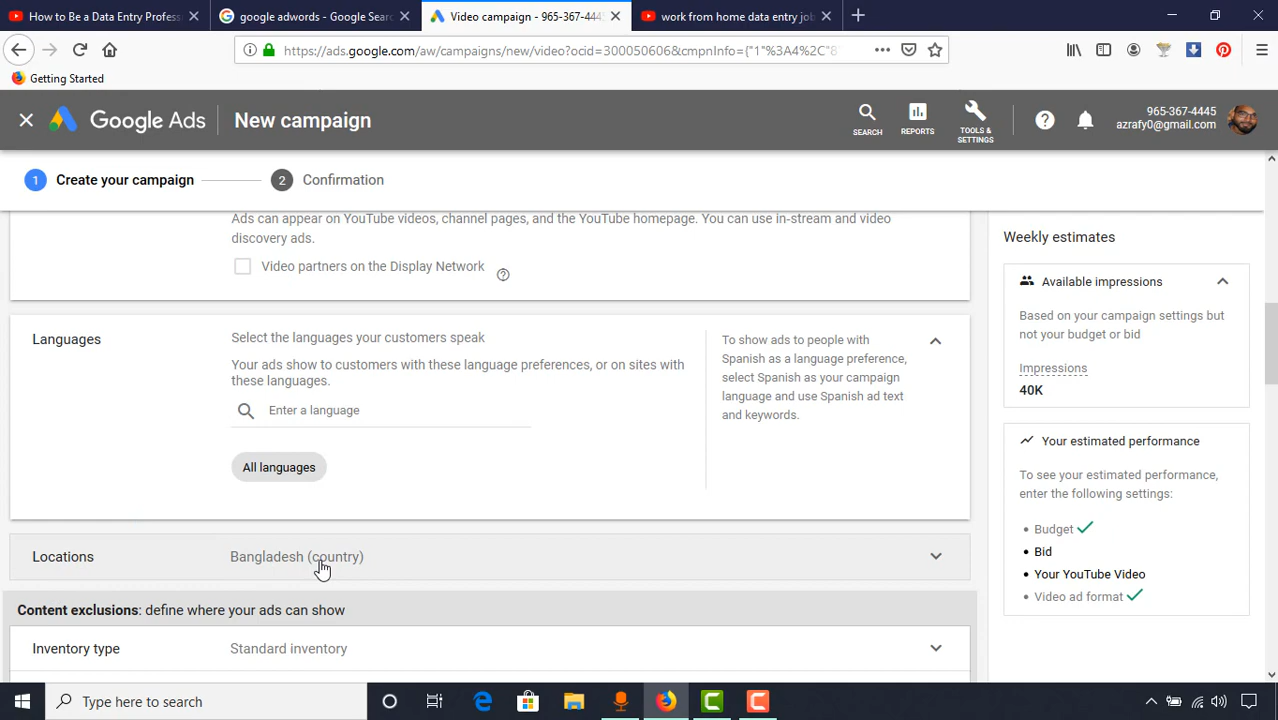 How to Be a Data Entry Profess
google adwords - Google Sear
Video campaign - 965-367-444
work from home data entry jo
https://ads.google.com/aw/campaigns/new/video?ocid=300050606&cmpnInfo={"1"%3A4%2C"8"
Getting Started
Google Ads
New campaign
SEARCH
REPORTS
TOOLS &
SETTINGS
965-367-4445
azrafy0@gmail.com
1 Create your campaign
2 Confirmation
Ads can appear on YouTube videos, channel pages, and the YouTube homepage. You can use in-stream and video
discovery ads.
Video partners on the Display Network
Languages
Select the languages your customers speak
Your ads show to customers with these language preferences, or on sites with
these languages.
Enter a language
All languages
To show ads to people with
Spanish as a language preference,
select Spanish as your campaign
language and use Spanish ad text
and keywords.
Locations
Bangladesh (country)
Content exclusions: define where your ads can show
Inventory type
Standard inventory
Weekly estimates
Available impressions
Based on your campaign settings but
not your budget or bid
Impressions
40K
Your estimated performance
To see your estimated performance,
enter the following settings:
• Budget
• Bid
• Your YouTube Video
• Video ad format
Type here to search